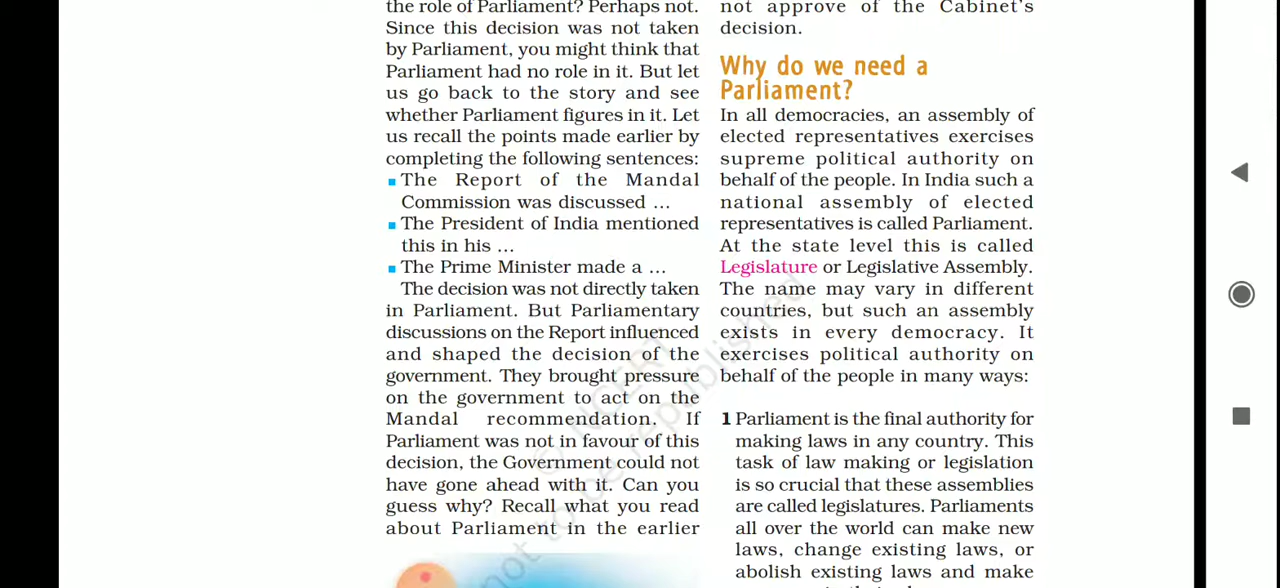 the role of Parliament? Perhaps not.
Since this decision was not taken
by Parliament, you might think that
Parliament had no role in it. But let
us go back to the story and see
whether Parliament figures in it. Let
us recall the points made earlier by
completing the following sentences:
▪ The Report of the Mandal
Commission was discussed ...
▪ The President of India mentioned
this in his ...
▪ The Prime Minister made a ...
The decision was not directly taken
in Parliament. But Parliamentary
discussions on the Report influenced
and shaped the decision of the
government. They brought pressure
on the government to act on the
Mandal recommendation. If
Parliament was not in favour of this
decision, the Government could not
have gone ahead with it. Can you
guess why? Recall what you read
about Parliament in the earlier
not approve of the Cabinet's
decision.
Why do we need a
Parliament?
In all democracies, an assembly of
elected representatives exercises
supreme political authority on
behalf of the people. In India such a
national assembly of elected
representatives is called Parliament.
At the state level this is called
Legislature or Legislative Assembly.
The name may vary in different
countries, but such an assembly
exists in every democracy. It
exercises political authority on
behalf of the people in many ways:
1 Parliament is the final authority for
making laws in any country. This
task of law making or legislation
is so crucial that these assemblies
are called legislatures. Parliaments
all over the world can make new
laws, change existing laws, or
abolish existing laws and make
© NCERT
not to be republished